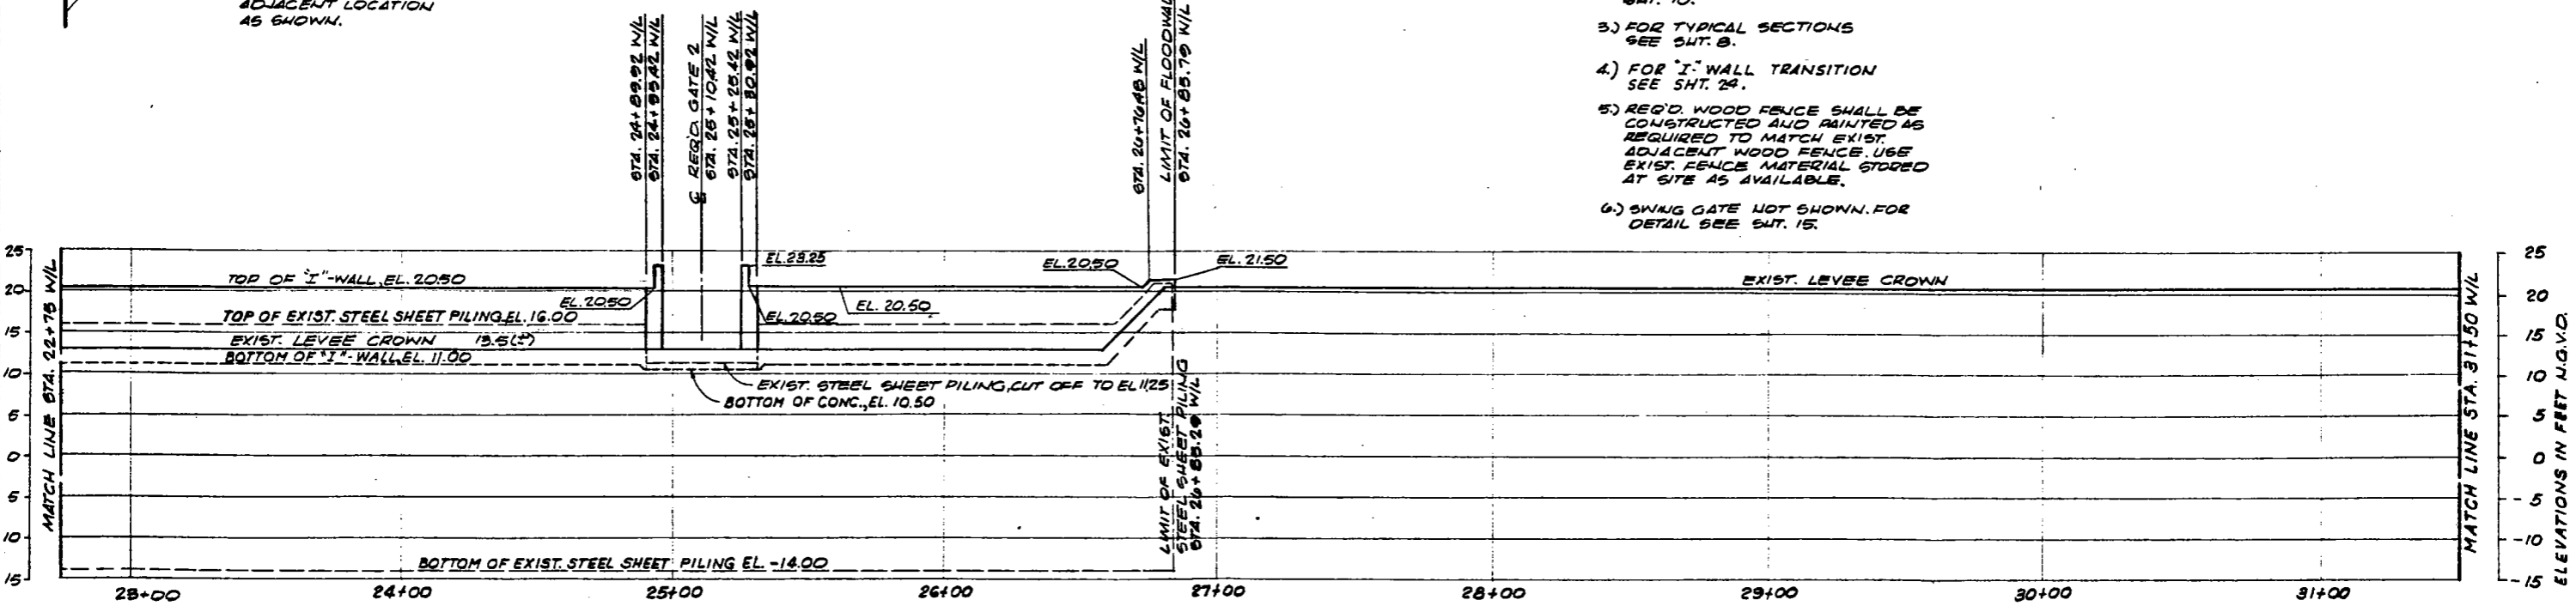 ADJACENT LOCATION
AS SHOWN.
STA. 24+89.92 W/L
STA. 24+95.42 W/L
℄ REQ'D. GATE 2
STA. 25+10.42 W/L
STA. 25+25.42 W/L
STA. 25+30.92 W/L
STA. 26+76.48 W/L
LIMIT OF FLOODWALL
STA. 26+85.79 W/L
SHT. 10.
3.) FOR TYPICAL SECTIONS
SEE SHT. 8.
4.) FOR "I"-WALL TRANSITION
SEE SHT. 24.
5.) REQ'D. WOOD FENCE SHALL BE
CONSTRUCTED AND PAINTED AS
REQUIRED TO MATCH EXIST.
ADJACENT WOOD FENCE. USE
EXIST. FENCE MATERIAL STORED
AT SITE AS AVAILABLE.
6.) SWING GATE NOT SHOWN. FOR
DETAIL SEE SHT. 15.
25
20
15
10
5
0
5
10
15
MATCH LINE STA. 22+75 W/L
TOP OF "I"-WALL, EL. 20.50
EL. 20.50
EL. 23.25
EL. 20.50
EL. 20.50
EL. 20.50
EL. 21.50
EXIST. LEVEE CROWN
TOP OF EXIST. STEEL SHEET PILING, EL. 16.00
EXIST. LEVEE CROWN 13.5(±)
BOTTOM OF "I"-WALL, EL. 11.00
EXIST. STEEL SHEET PILING, CUT OFF TO EL 11.25
BOTTOM OF CONC., EL. 10.50
LIMIT OF EXIST.
STEEL SHEET PILING
STA. 26+85.29 W/L
BOTTOM OF EXIST. STEEL SHEET PILING EL. -14.00
MATCH LINE STA. 31+50 W/L
25
20
15
10
5
0
-5
-10
-15
ELEVATIONS IN FEET N.G.V.D.
23+00
24+00
25+00
26+00
27+00
28+00
29+00
30+00
31+00